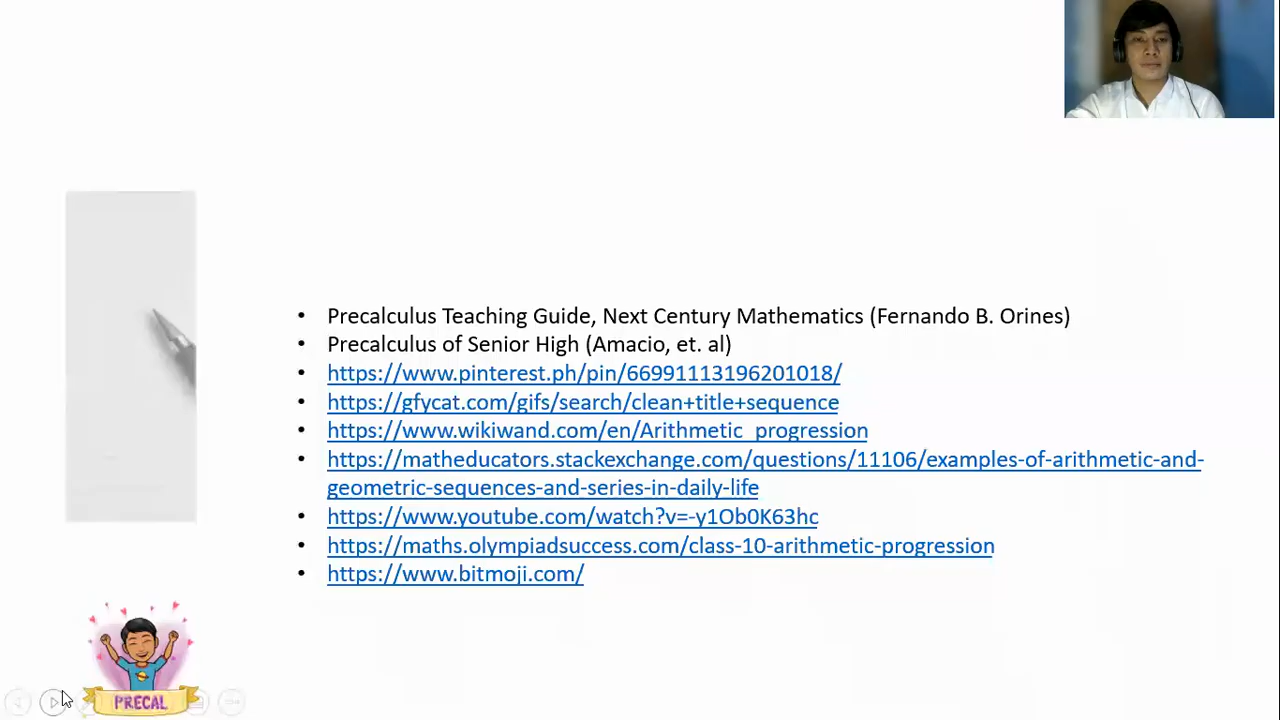 • Precalculus Teaching Guide, Next Century Mathematics (Fernando B. Orines)
• Precalculus of Senior High (Amacio, et. al)
• https://www.pinterest.ph/pin/66991113196201018/
• https://gfycat.com/gifs/search/clean+title+sequence
• https://www.wikiwand.com/en/Arithmetic_progression
• https://matheducators.stackexchange.com/questions/11106/examples-of-arithmetic-and-
geometric-sequences-and-series-in-daily-life
• https://www.youtube.com/watch?v=-y1Ob0K63hc
• https://maths.olympiadsuccess.com/class-10-arithmetic-progression
• https://www.bitmoji.com/
PRECAL